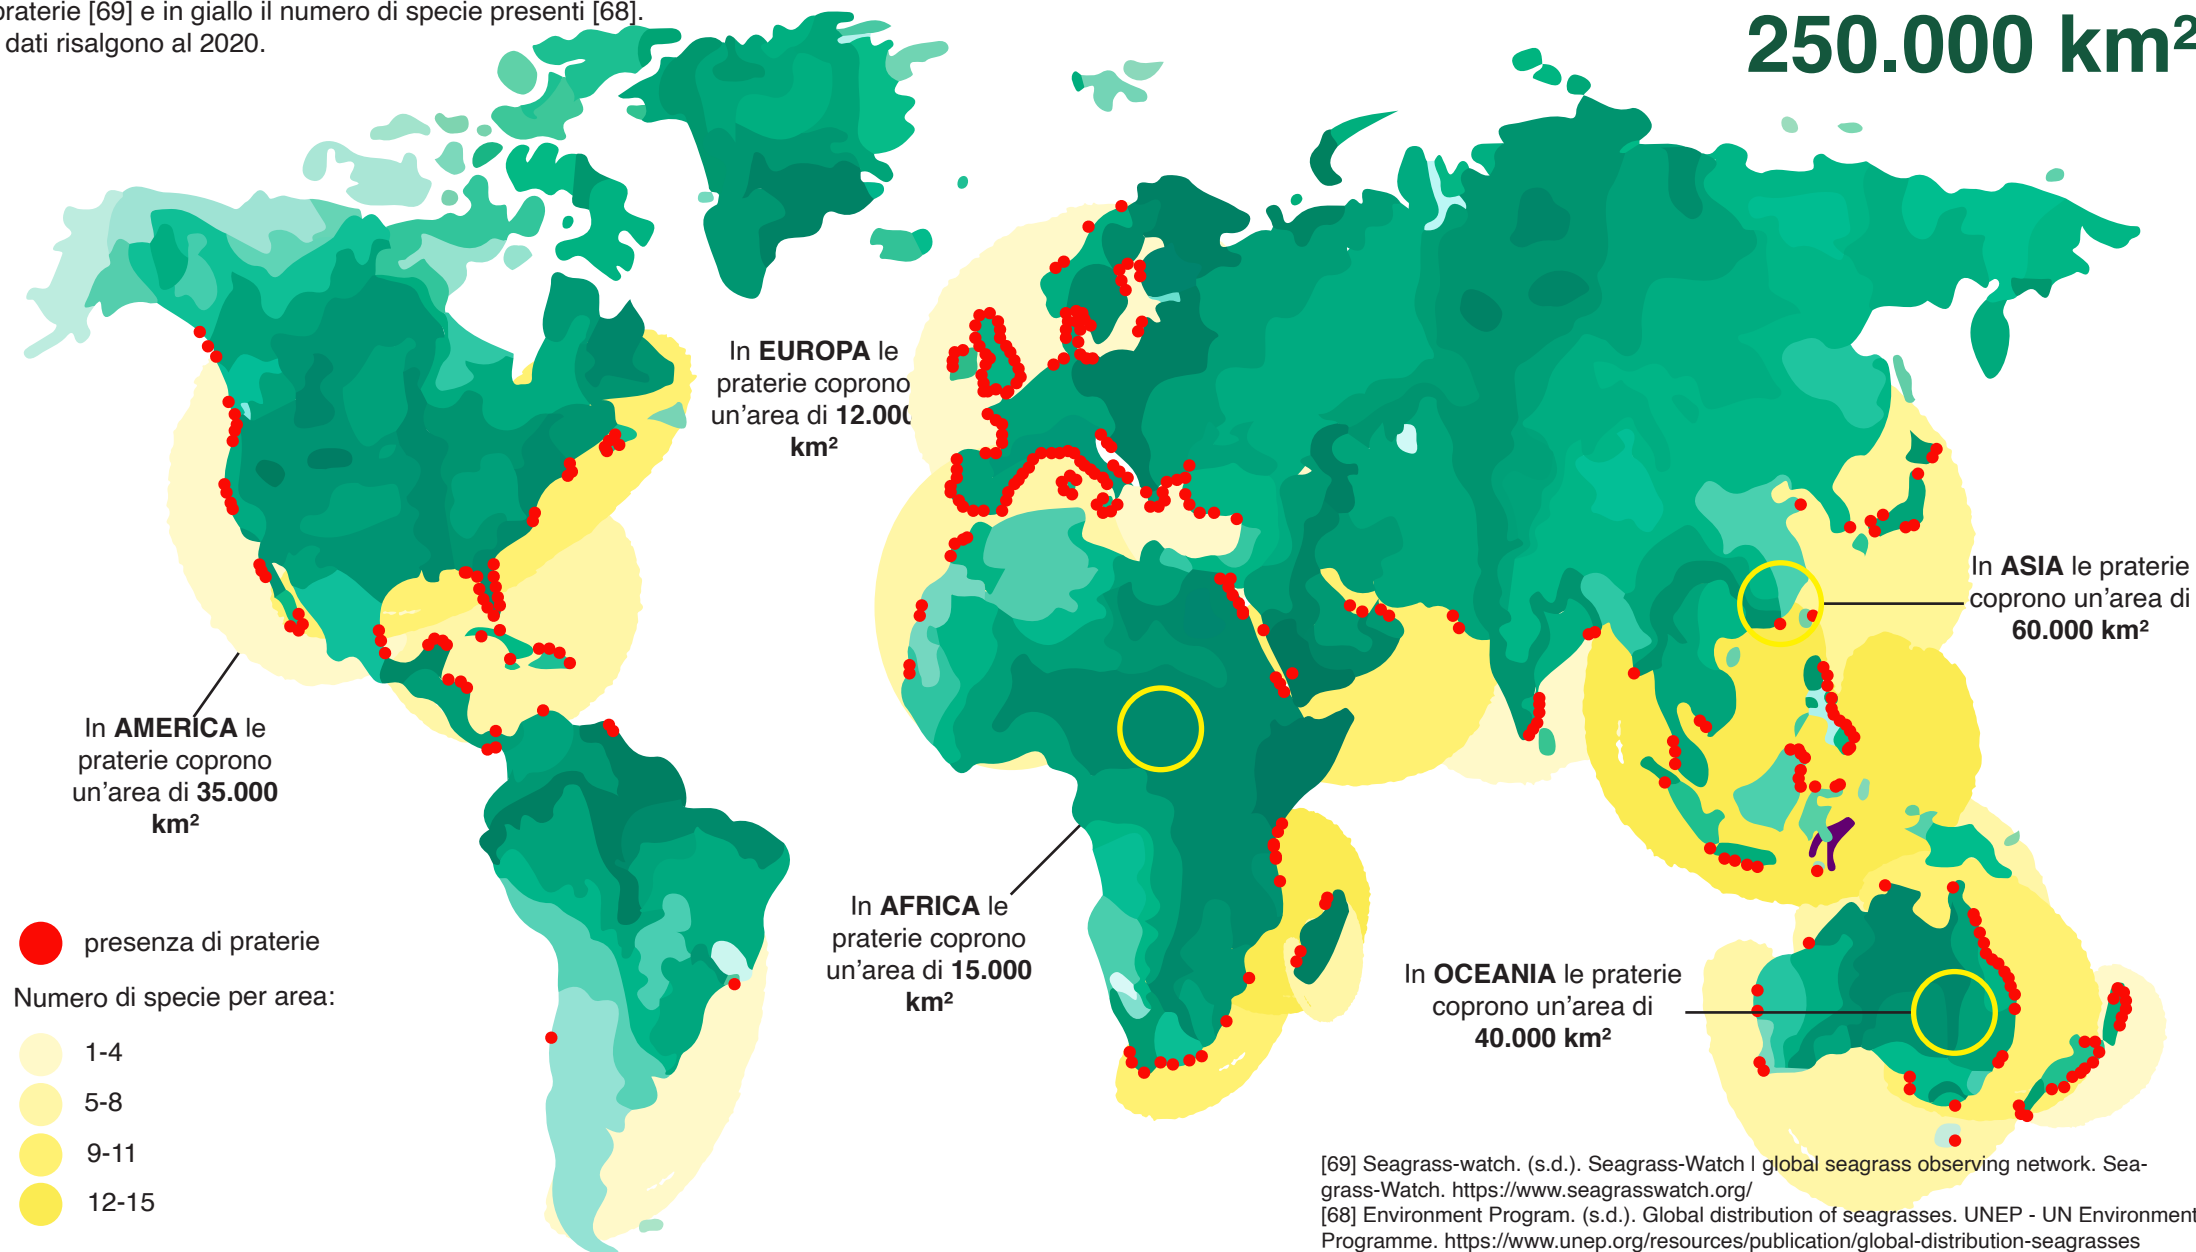 praterie [69] e in giallo il numero di specie presenti [68].
dati risalgono al 2020.
250.000 km²
In EUROPA le
praterie coprono
un'area di 12.000
km²
In ASIA le praterie
coprono un'area di
60.000 km²
In AMERICA le
praterie coprono
un'area di 35.000
km²
In AFRICA le
praterie coprono
un'area di 15.000
km²
In OCEANIA le praterie
coprono un'area di
40.000 km²
presenza di praterie
Numero di specie per area:
1-4
5-8
9-11
12-15
[69] Seagrass-watch. (s.d.). Seagrass-Watch | global seagrass observing network. Sea-
grass-Watch. https://www.seagrasswatch.org/
[68] Environment Program. (s.d.). Global distribution of seagrasses. UNEP - UN Environment
Programme. https://www.unep.org/resources/publication/global-distribution-seagrasses